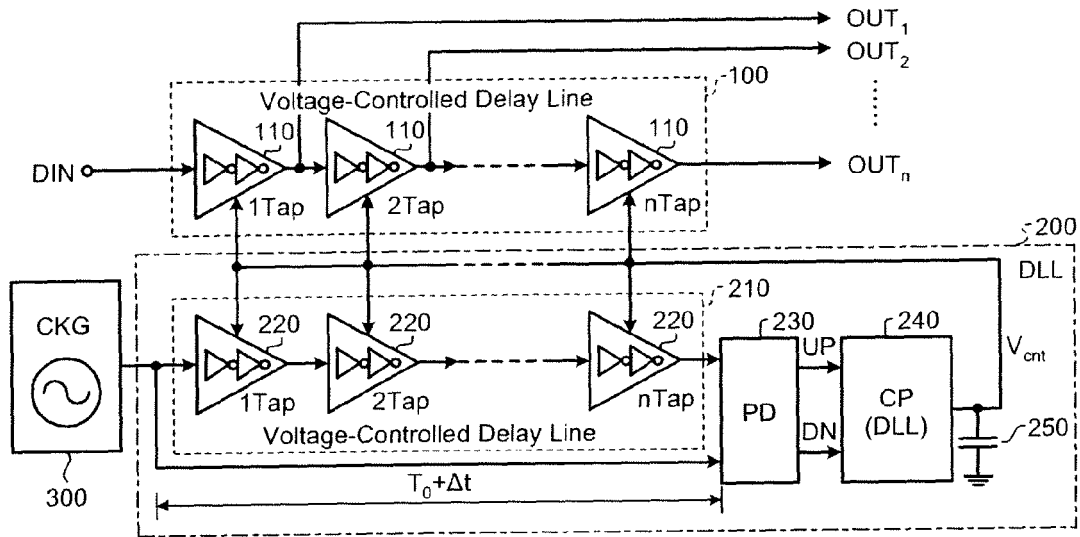 OUT1
OUT2
100
Voltage-Controlled Delay Line
110 110 110
DIN
OUTn
1Tap 2Tap nTap
200
DLL
210
CKG
220 220 220
230 240
UP
Vcnt
PD
CP
(DLL)
1Tap 2Tap nTap
DN
250
Voltage-Controlled Delay Line
300
T0+Δt